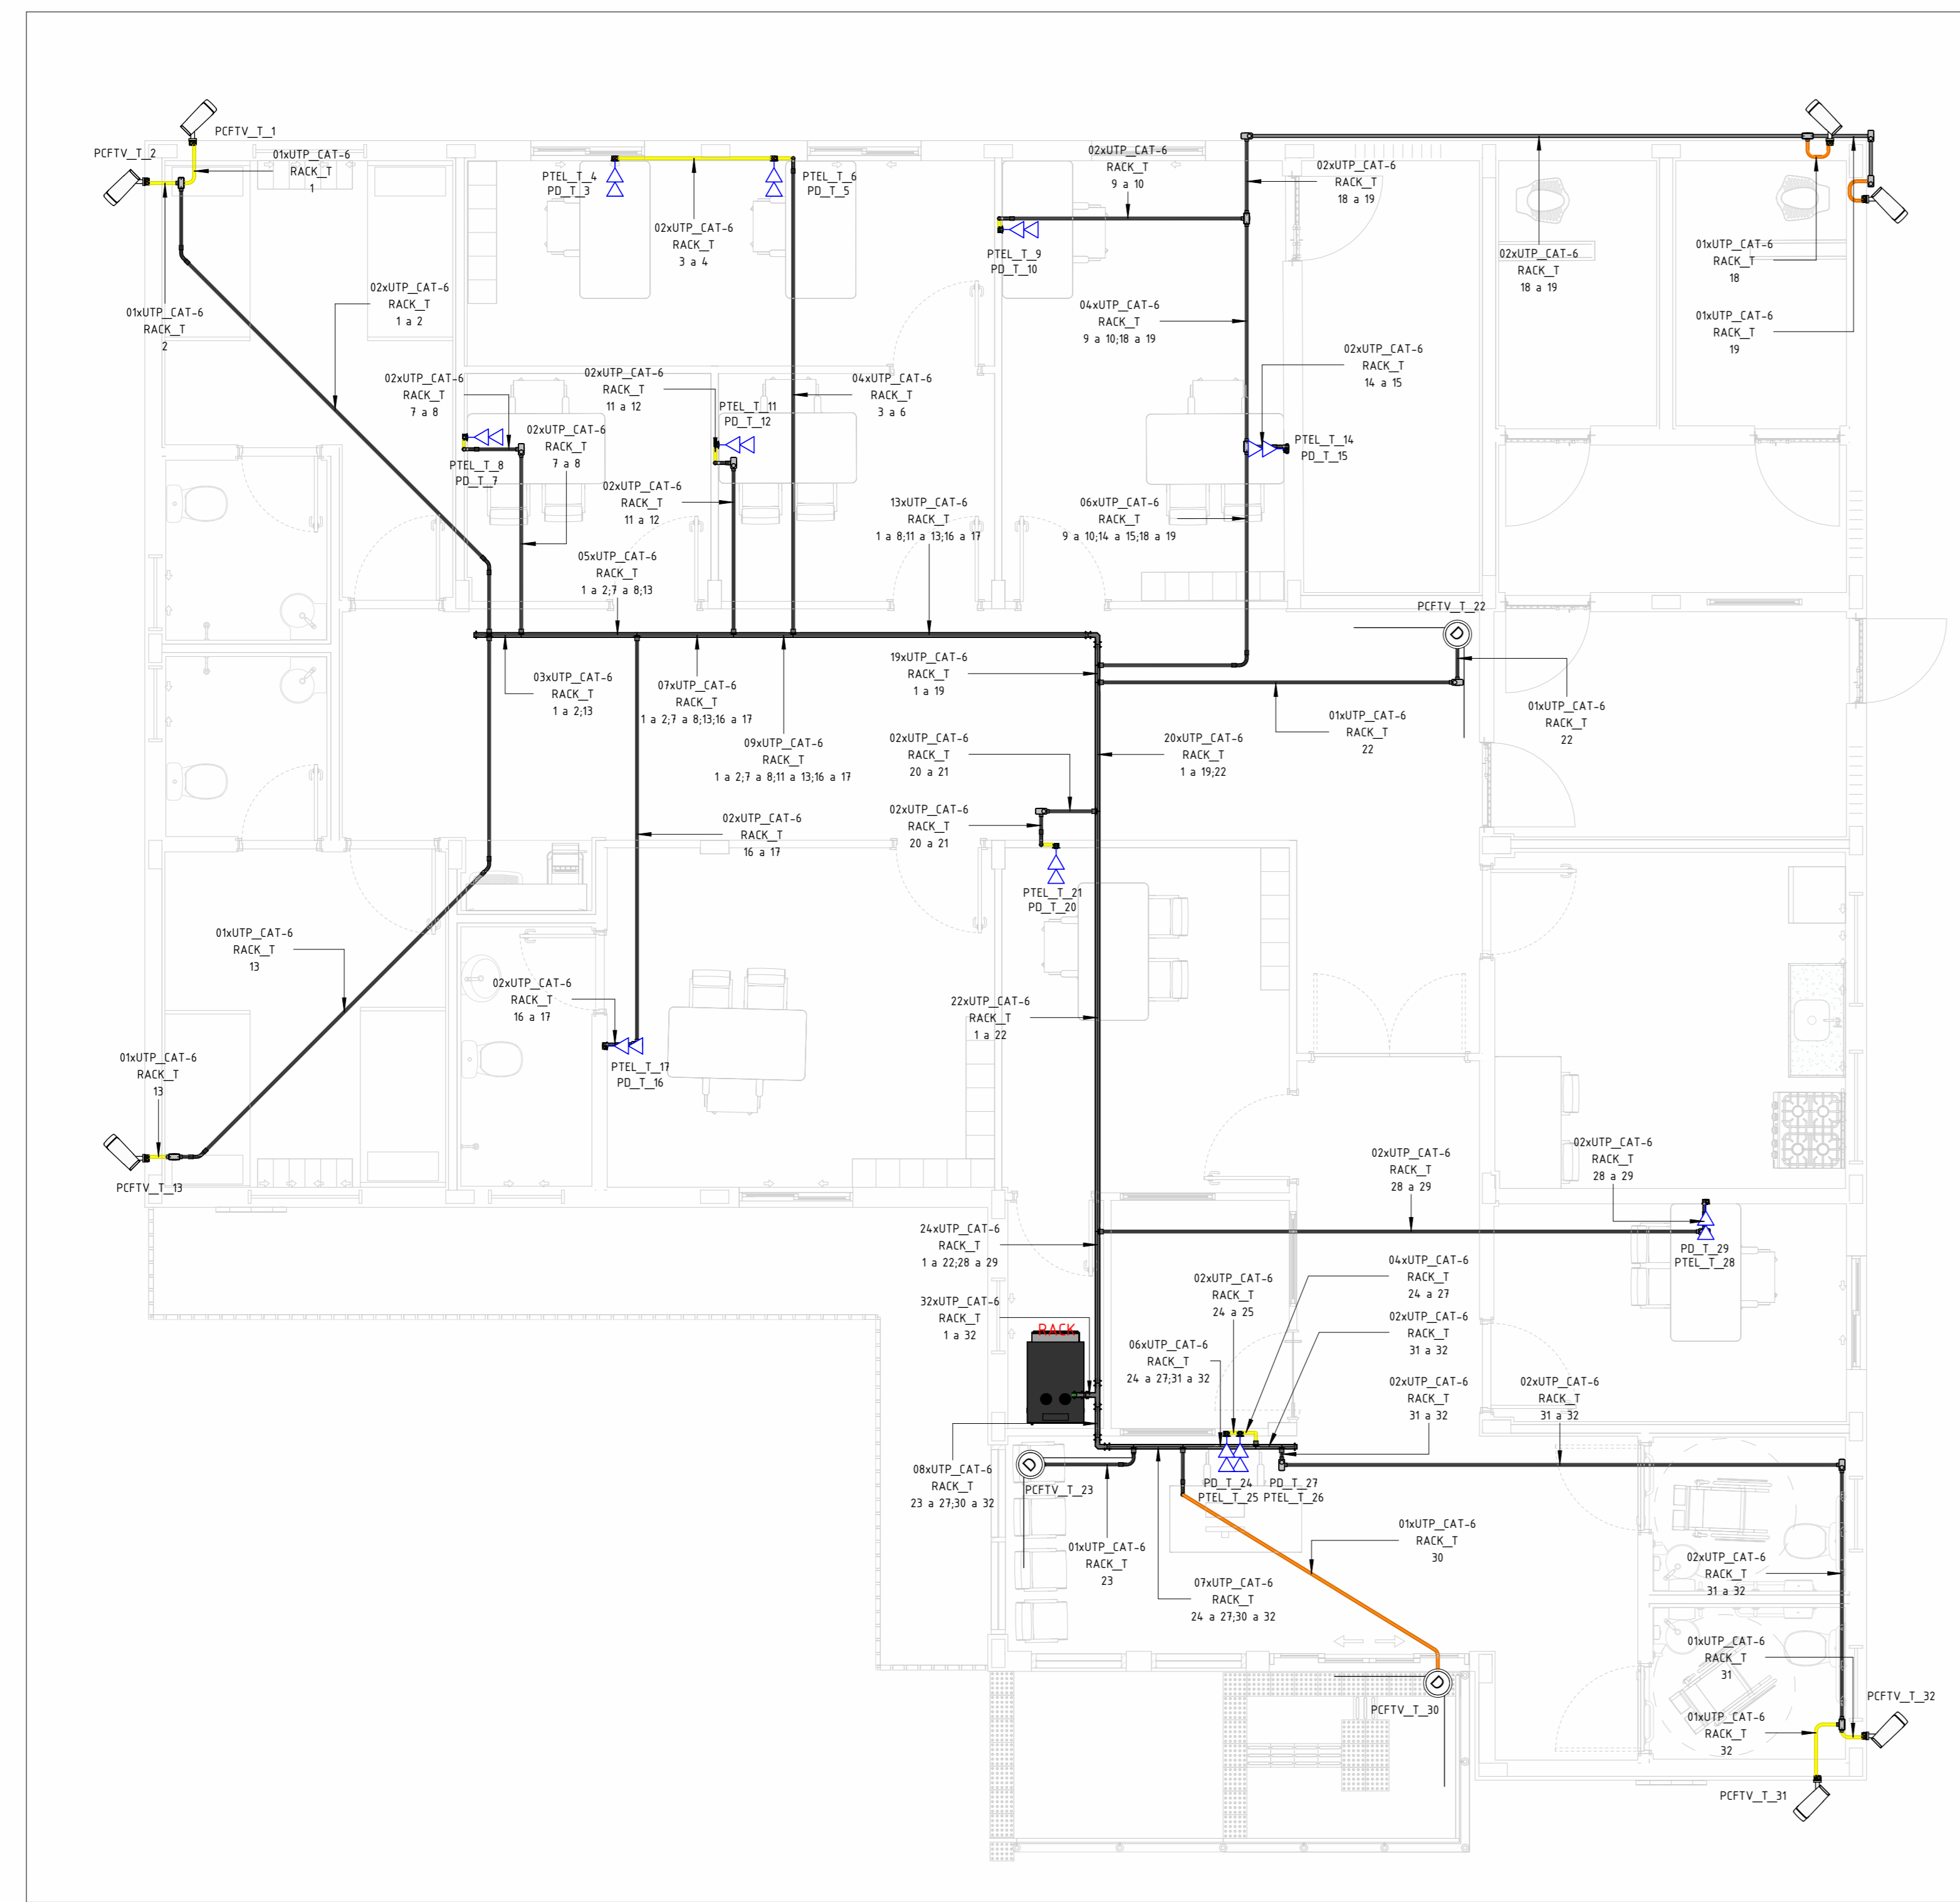 PCFTV_T_1
PCFTV_T_2
01xUTP_CAT-6
RACK_T
1
01xUTP_CAT-6
RACK_T
2
02xUTP_CAT-6
RACK_T
1 a 2
PTEL_T_4
PD_T_3
PTEL_T_6
PD_T_5
02xUTP_CAT-6
RACK_T
3 a 4
02xUTP_CAT-6
RACK_T
9 a 10
02xUTP_CAT-6
RACK_T
18 a 19
PTEL_T_9
PD_T_10
02xUTP_CAT-6
RACK_T
18 a 19
01xUTP_CAT-6
RACK_T
18
01xUTP_CAT-6
RACK_T
19
04xUTP_CAT-6
RACK_T
9 a 10;18 a 19
02xUTP_CAT-6
RACK_T
14 a 15
02xUTP_CAT-6
RACK_T
7 a 8
02xUTP_CAT-6
RACK_T
11 a 12
04xUTP_CAT-6
RACK_T
3 a 6
PTEL_T_11
PD_T_12
02xUTP_CAT-6
RACK_T
7 a 8
PTEL_T_8
PD_T_7
PTEL_T_14
PD_T_15
02xUTP_CAT-6
RACK_T
11 a 12
13xUTP_CAT-6
RACK_T
1 a 8;11 a 13;16 a 17
06xUTP_CAT-6
RACK_T
9 a 10;14 a 15;18 a 19
05xUTP_CAT-6
RACK_T
1 a 2;7 a 8;13
PCFTV_T_22
03xUTP_CAT-6
RACK_T
1 a 2;13
07xUTP_CAT-6
RACK_T
1 a 2;7 a 8;13;16 a 17
19xUTP_CAT-6
RACK_T
1 a 19
01xUTP_CAT-6
RACK_T
22
01xUTP_CAT-6
RACK_T
22
09xUTP_CAT-6
RACK_T
1 a 2;7 a 8;11 a 13;16 a 17
02xUTP_CAT-6
RACK_T
20 a 21
20xUTP_CAT-6
RACK_T
1 a 19;22
02xUTP_CAT-6
RACK_T
20 a 21
02xUTP_CAT-6
RACK_T
16 a 17
PTEL_T_21
PD_T_20
01xUTP_CAT-6
RACK_T
13
02xUTP_CAT-6
RACK_T
16 a 17
22xUTP_CAT-6
RACK_T
1 a 22
01xUTP_CAT-6
RACK_T
13
PTEL_T_17
PD_T_16
PCFTV_T_13
02xUTP_CAT-6
RACK_T
28 a 29
02xUTP_CAT-6
RACK_T
28 a 29
24xUTP_CAT-6
RACK_T
1 a 22;28 a 29
PD_T_29
PTEL_T_28
02xUTP_CAT-6
RACK_T
24 a 25
04xUTP_CAT-6
RACK_T
24 a 27
32xUTP_CAT-6
RACK_T
1 a 32
RACK
02xUTP_CAT-6
RACK_T
31 a 32
06xUTP_CAT-6
RACK_T
24 a 27;31 a 32
02xUTP_CAT-6
RACK_T
31 a 32
02xUTP_CAT-6
RACK_T
31 a 32
08xUTP_CAT-6
RACK_T
23 a 27;30 a 32
PCFTV_T_23
PD_T_24
PTEL_T_25
PD_T_27
PTEL_T_26
01xUTP_CAT-6
RACK_T
23
01xUTP_CAT-6
RACK_T
30
07xUTP_CAT-6
RACK_T
24 a 27;30 a 32
02xUTP_CAT-6
RACK_T
31 a 32
01xUTP_CAT-6
RACK_T
31
PCFTV_T_30
PCFTV_T_32
01xUTP_CAT-6
RACK_T
32
PCFTV_T_31